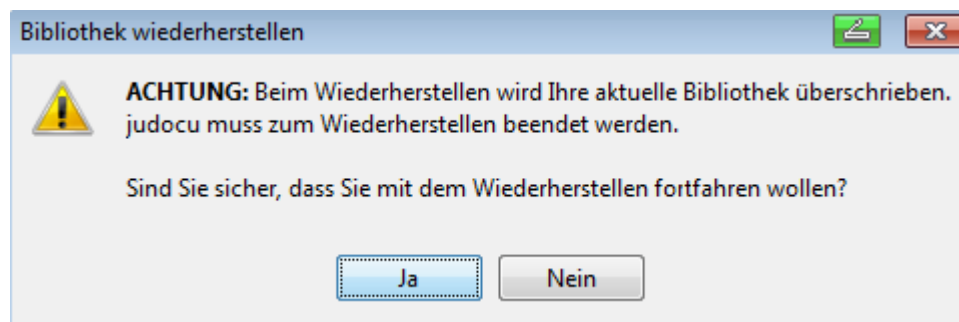 Bibliothek wiederherstellen
ACHTUNG: Beim Wiederherstellen wird Ihre aktuelle Bibliothek überschrieben.
judocu muss zum Wiederherstellen beendet werden.
Sind Sie sicher, dass Sie mit dem Wiederherstellen fortfahren wollen?
Ja
Nein